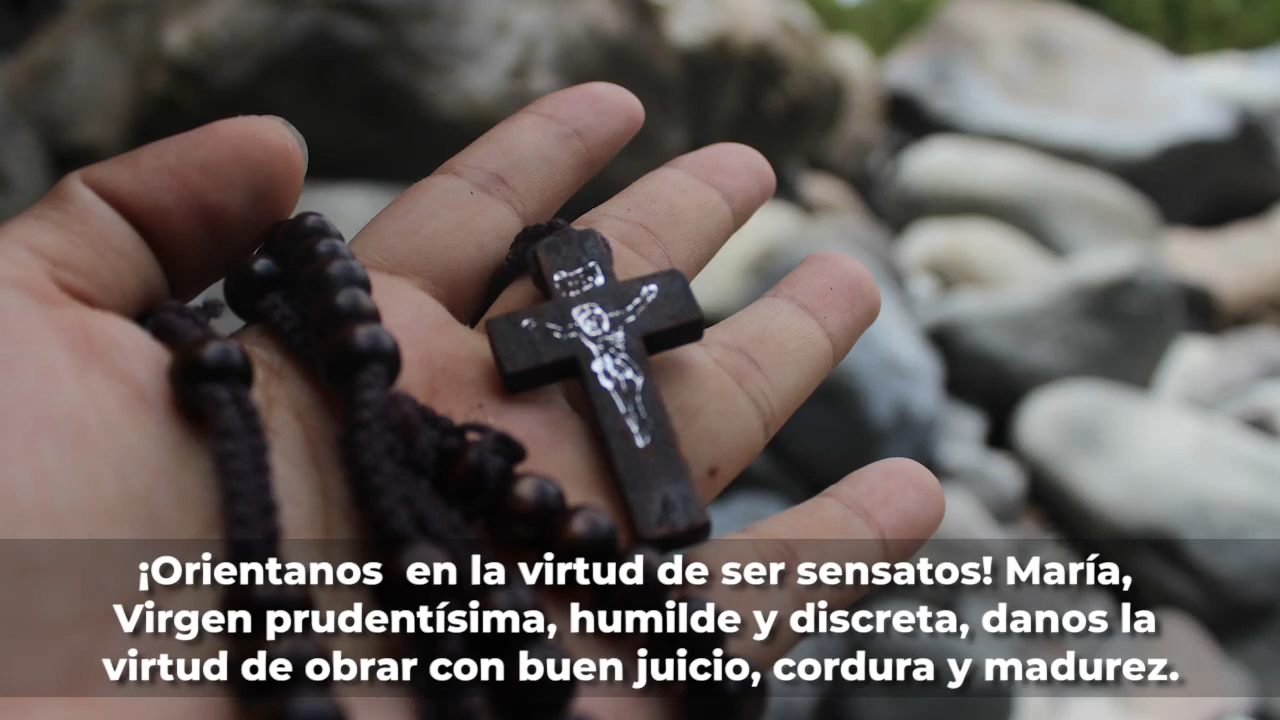 ¡Orientanos  en la virtud de ser sensatos! María,
Virgen prudentísima, humilde y discreta, danos la
virtud de obrar con buen juicio, cordura y madurez.